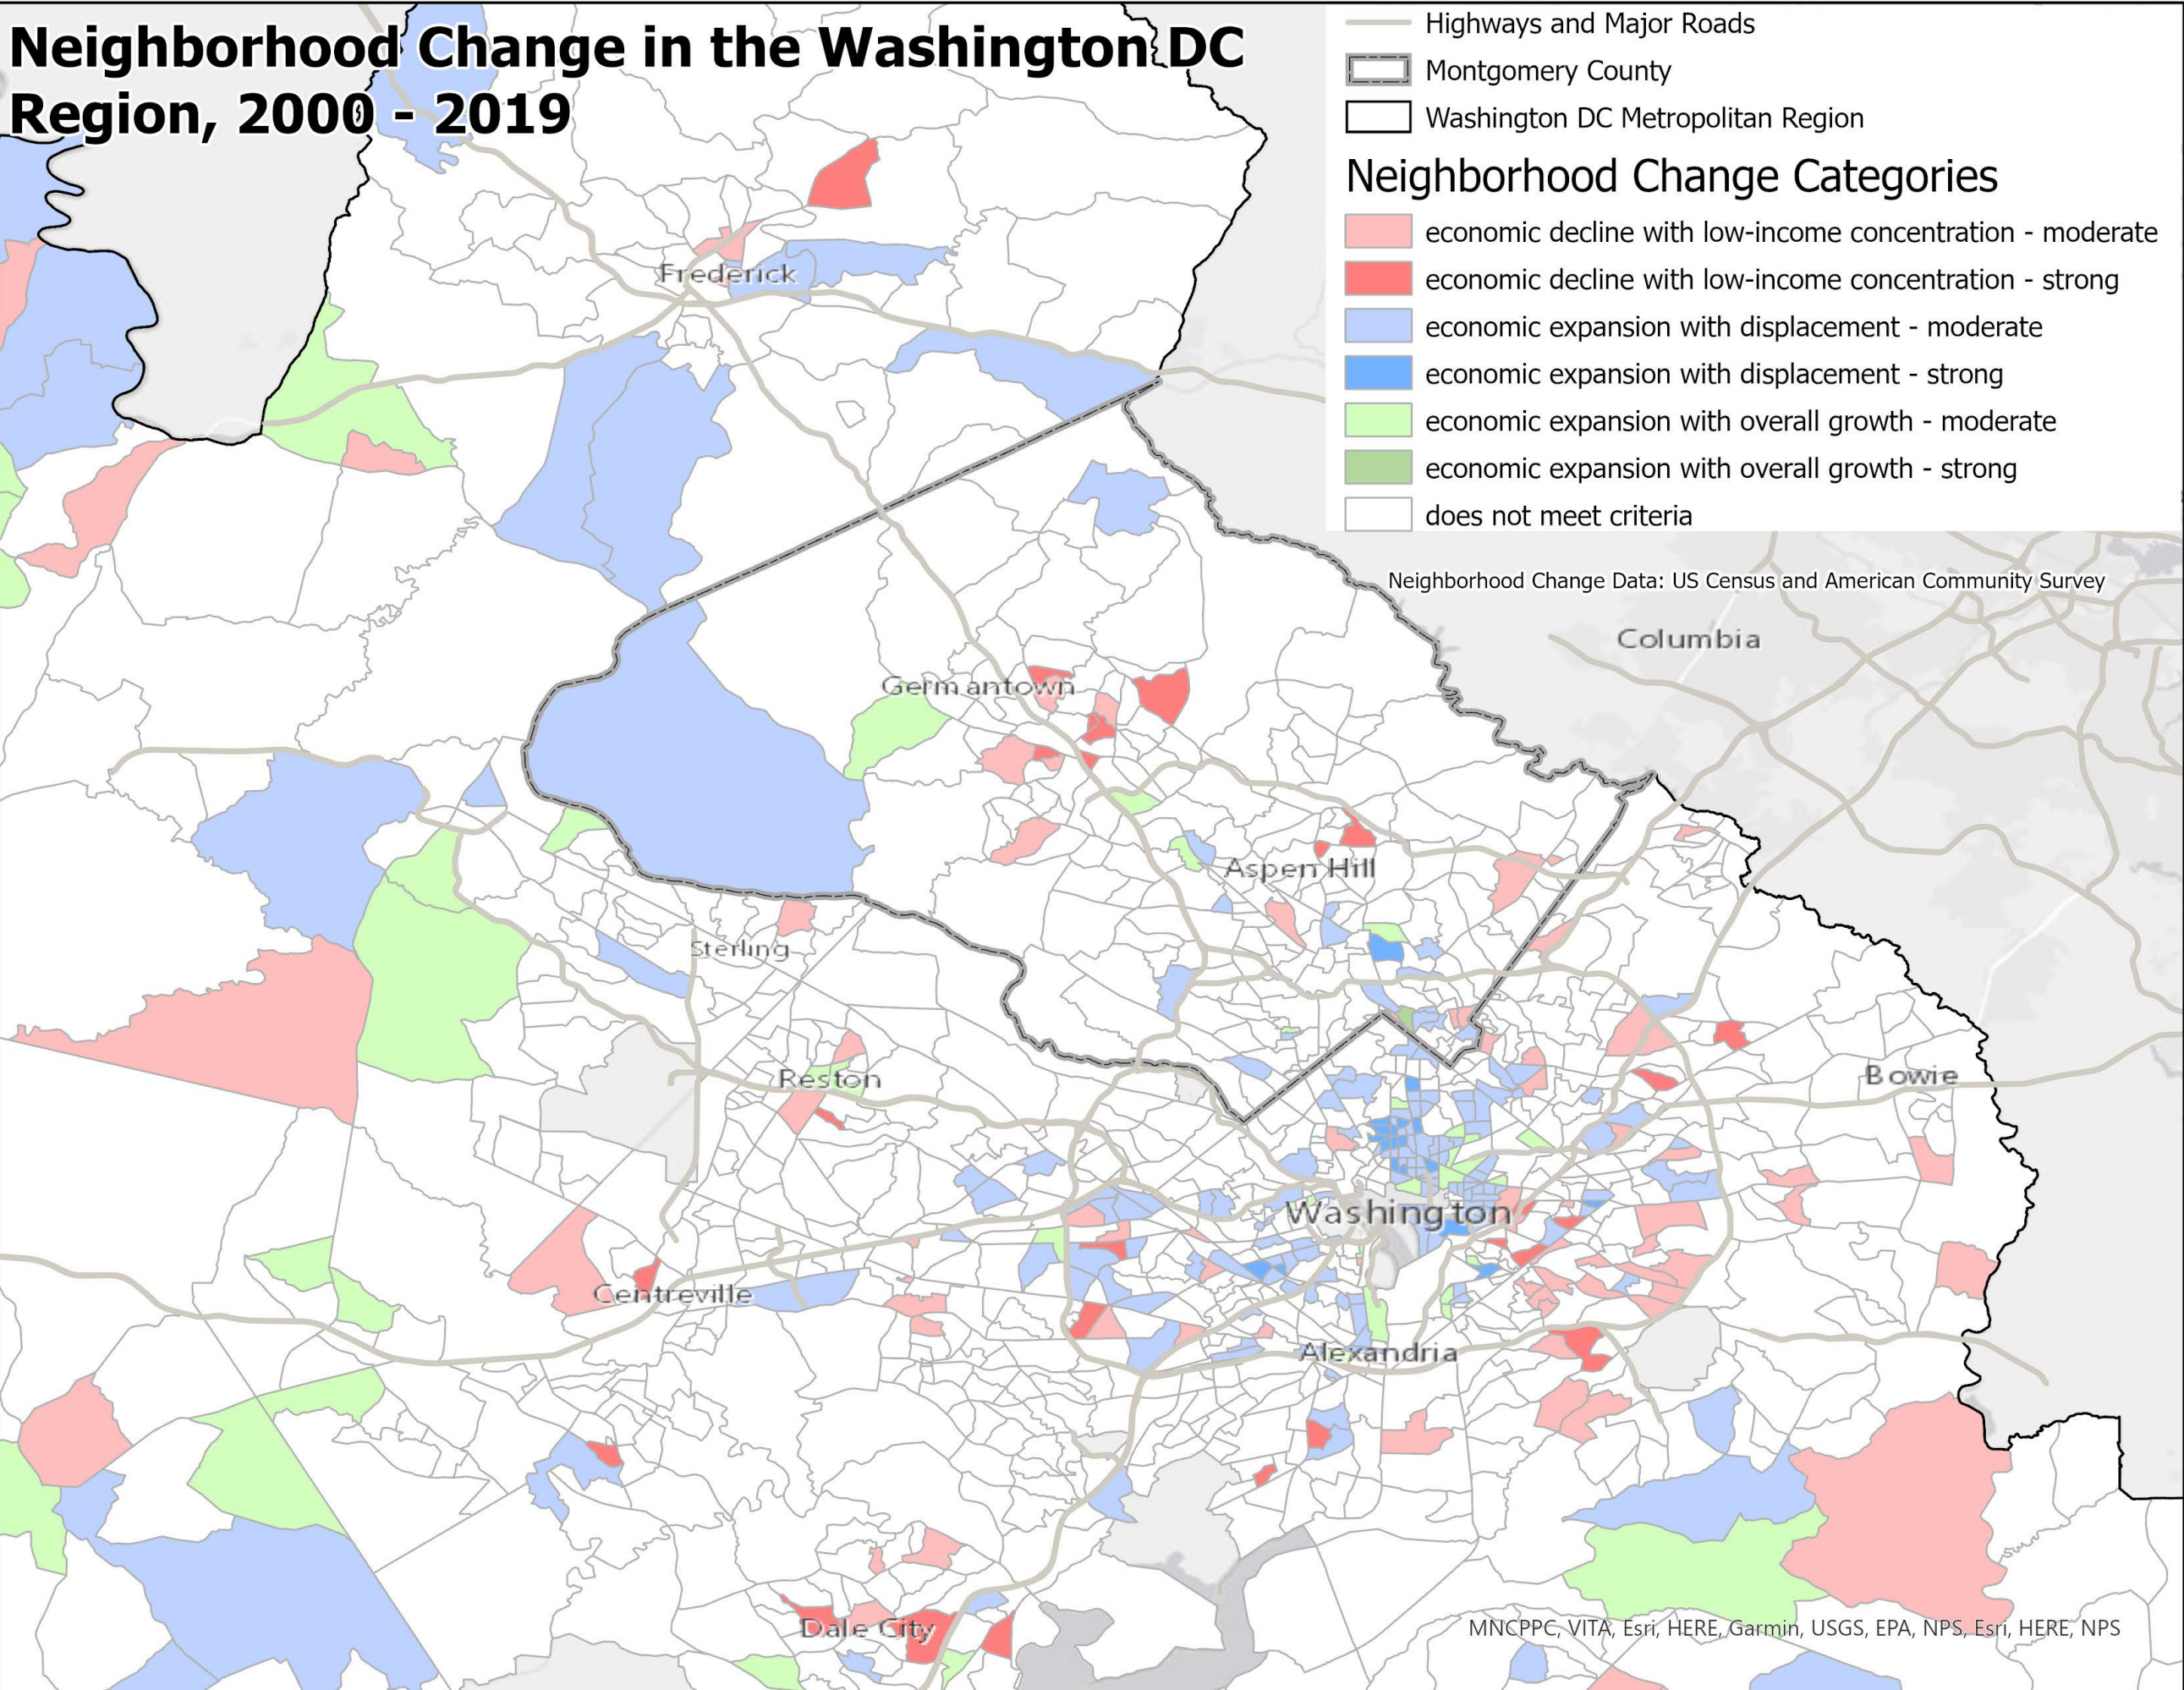 Neighborhood Change in the Washington DC
Region, 2000 - 2019
Highways and Major Roads
Montgomery County
Washington DC Metropolitan Region
Neighborhood Change Categories
economic decline with low-income concentration - moderate
economic decline with low-income concentration - strong
economic expansion with displacement - moderate
economic expansion with displacement - strong
economic expansion with overall growth - moderate
economic expansion with overall growth - strong
does not meet criteria
Neighborhood Change Data: US Census and American Community Survey
Frederick
Columbia
Germantown
Aspen Hill
Sterling
Reston
Bowie
Washington
Centreville
Alexandria
Dale City
MNCPPC, VITA, Esri, HERE, Garmin, USGS, EPA, NPS, Esri, HERE, NPS